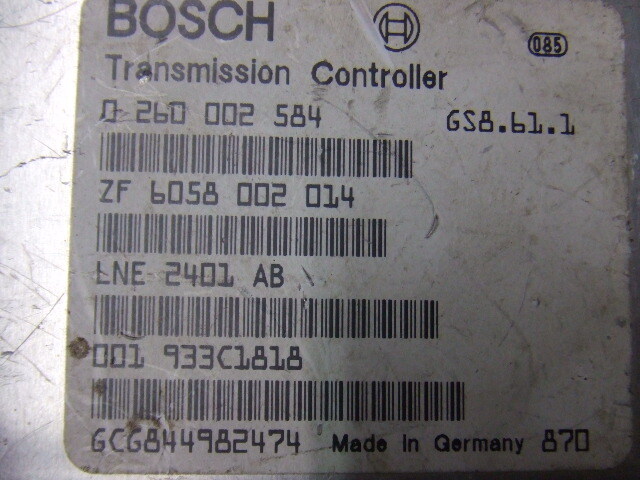 BOSCH 085
Transmission Controller
0 260 002 584 GS8.61.1
ZF 6058 002 014
LNE 2401 AB
001 933C1818
GCG844982474 Made in Germany 870